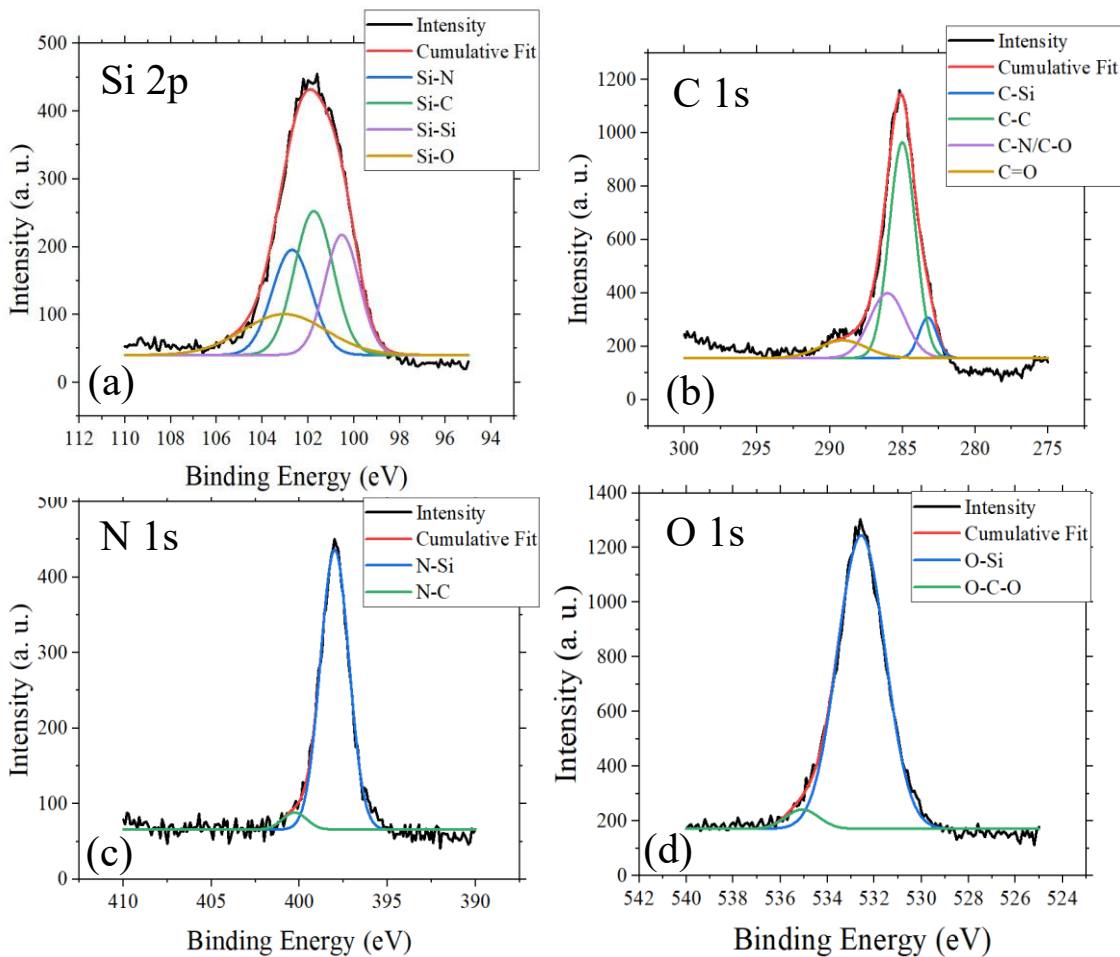 Si 2p
Intensity
Cumulative Fit
Si-N
Si-C
Si-Si
Si-O
Intensity (a. u.)
500
400
300
200
100
0
(a)
112 110 108 106 104 102 100 98 96 94
Binding Energy (eV)
C 1s
Intensity
Cumulative Fit
C-Si
C-C
C-N/C-O
C=O
Intensity (a. u.)
1200
1000
800
600
400
200
0
(b)
300 295 290 285 280 275
Binding Energy (eV)
N 1s
Intensity
Cumulative Fit
N-Si
N-C
Intensity (a. u.)
500
400
300
200
100
0
(c)
410 405 400 395 390
Binding Energy (eV)
O 1s
Intensity
Cumulative Fit
O-Si
O-C-O
Intensity (a. u.)
1400
1200
1000
800
600
400
200
0
(d)
542 540 538 536 534 532 530 528 526 524
Binding Energy (eV)